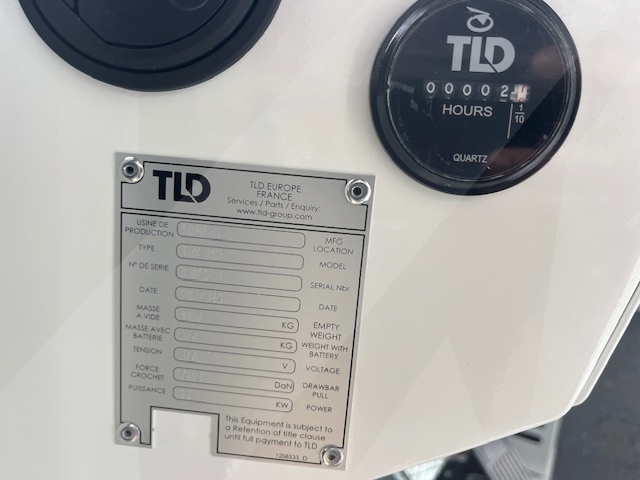 TLD
00002
HOURS
1
10
QUARTZ
TLD
TLD EUROPE
FRANCE
Services / Parts / Enquiry:
www.tld-group.com
USINE DE PRODUCTION MFG LOCATION
TYPE MODEL
N° DE SERIE SERIAL Nbr
DATE DATE
MASSE A VIDE KG EMPTY WEIGHT
MASSE AVEC BATTERIE KG WEIGHT WITH BATTERY
TENSION V VOLTAGE
FORCE CROCHET DaN DRAWBAR PULL
PUISSANCE KW POWER
This Equipment is subject to
a Retention of title clause
until full payment to TLD
1208533_D